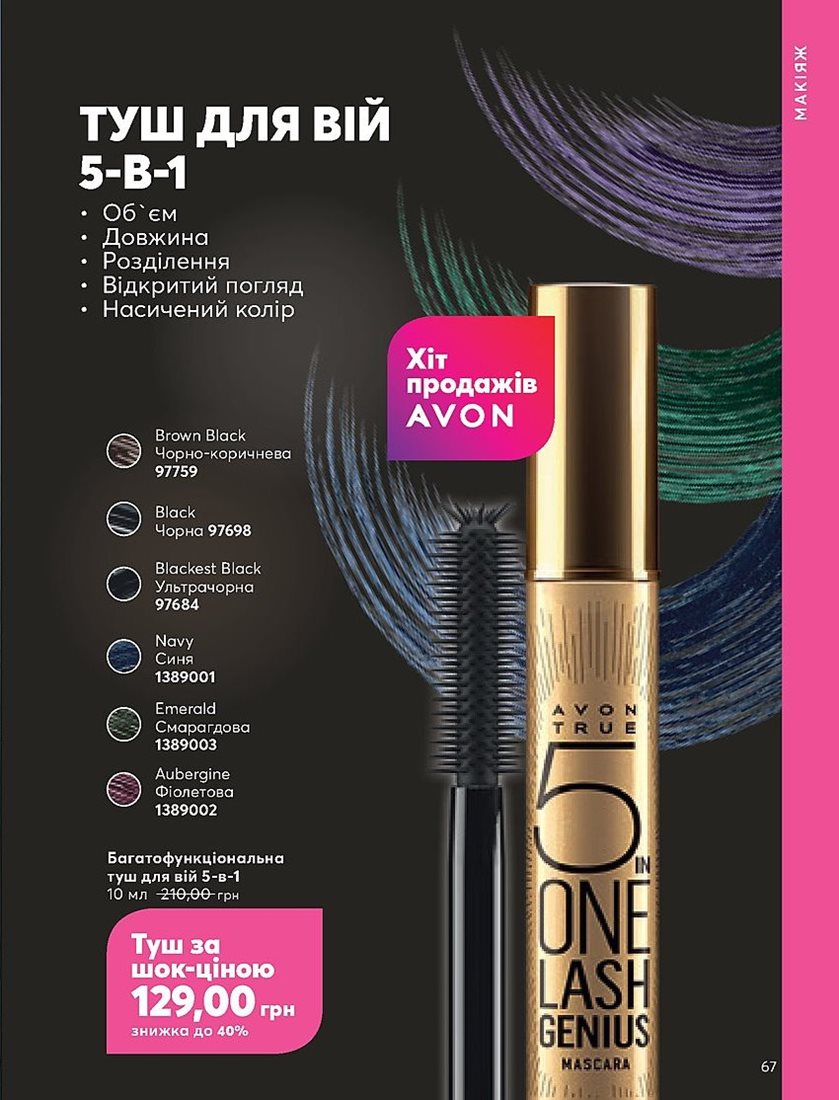 МАКІЯЖ
ТУШ ДЛЯ ВІЙ
5-В-1
• Об`єм
• Довжина
• Розділення
• Відкритий погляд
• Насичений колір
Хіт
продажів
AVON
Brown Black
Чорно-коричнева
97759
Black
Чорна 97698
Blackest Black
Ультрачорна
97684
Navy
Синя
1389001
Emerald
Смарагдова
1389003
Aubergine
Фіолетова
1389002
Багатофункціональна
туш для вій 5-в-1
10 мл 210,00 грн
Туш за
шок-ціною
129,00 грн
знижка до 40%
AVON
TRUE
5
IN
ONE
LASH
GENIUS
MASCARA
67